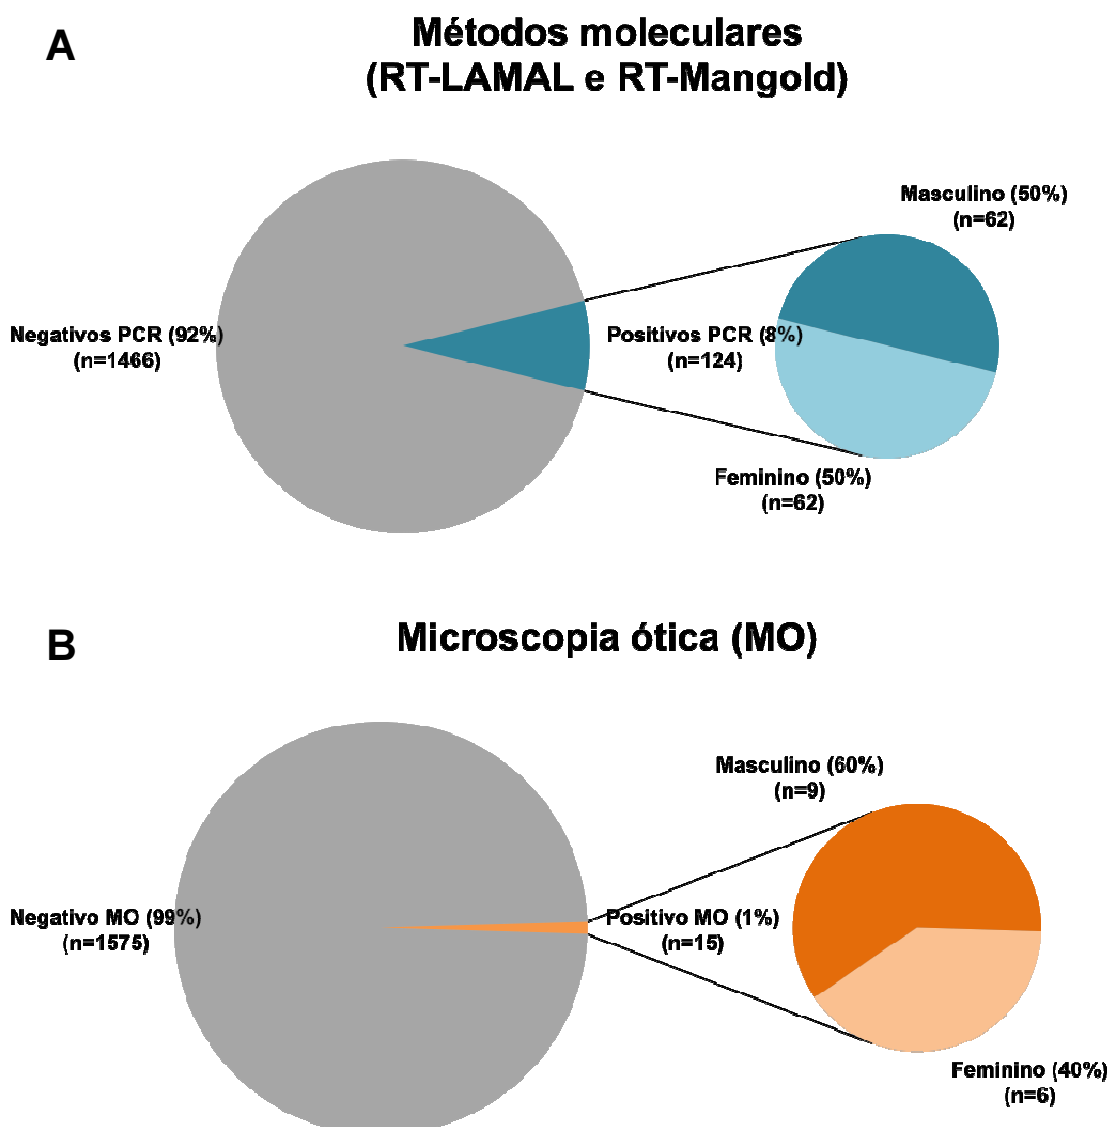 A
Métodos moleculares
(RT-LAMAL e RT-Mangold)
Masculino (50%)
(n=62)
Negativos PCR (92%)
(n=1466)
Positivos PCR (8%)
(n=124)
Feminino (50%)
(n=62)
B
Microscopia ótica (MO)
Masculino (60%)
(n=9)
Negativo MO (99%)
(n=1575)
Positivo MO (1%)
(n=15)
Feminino (40%)
(n=6)